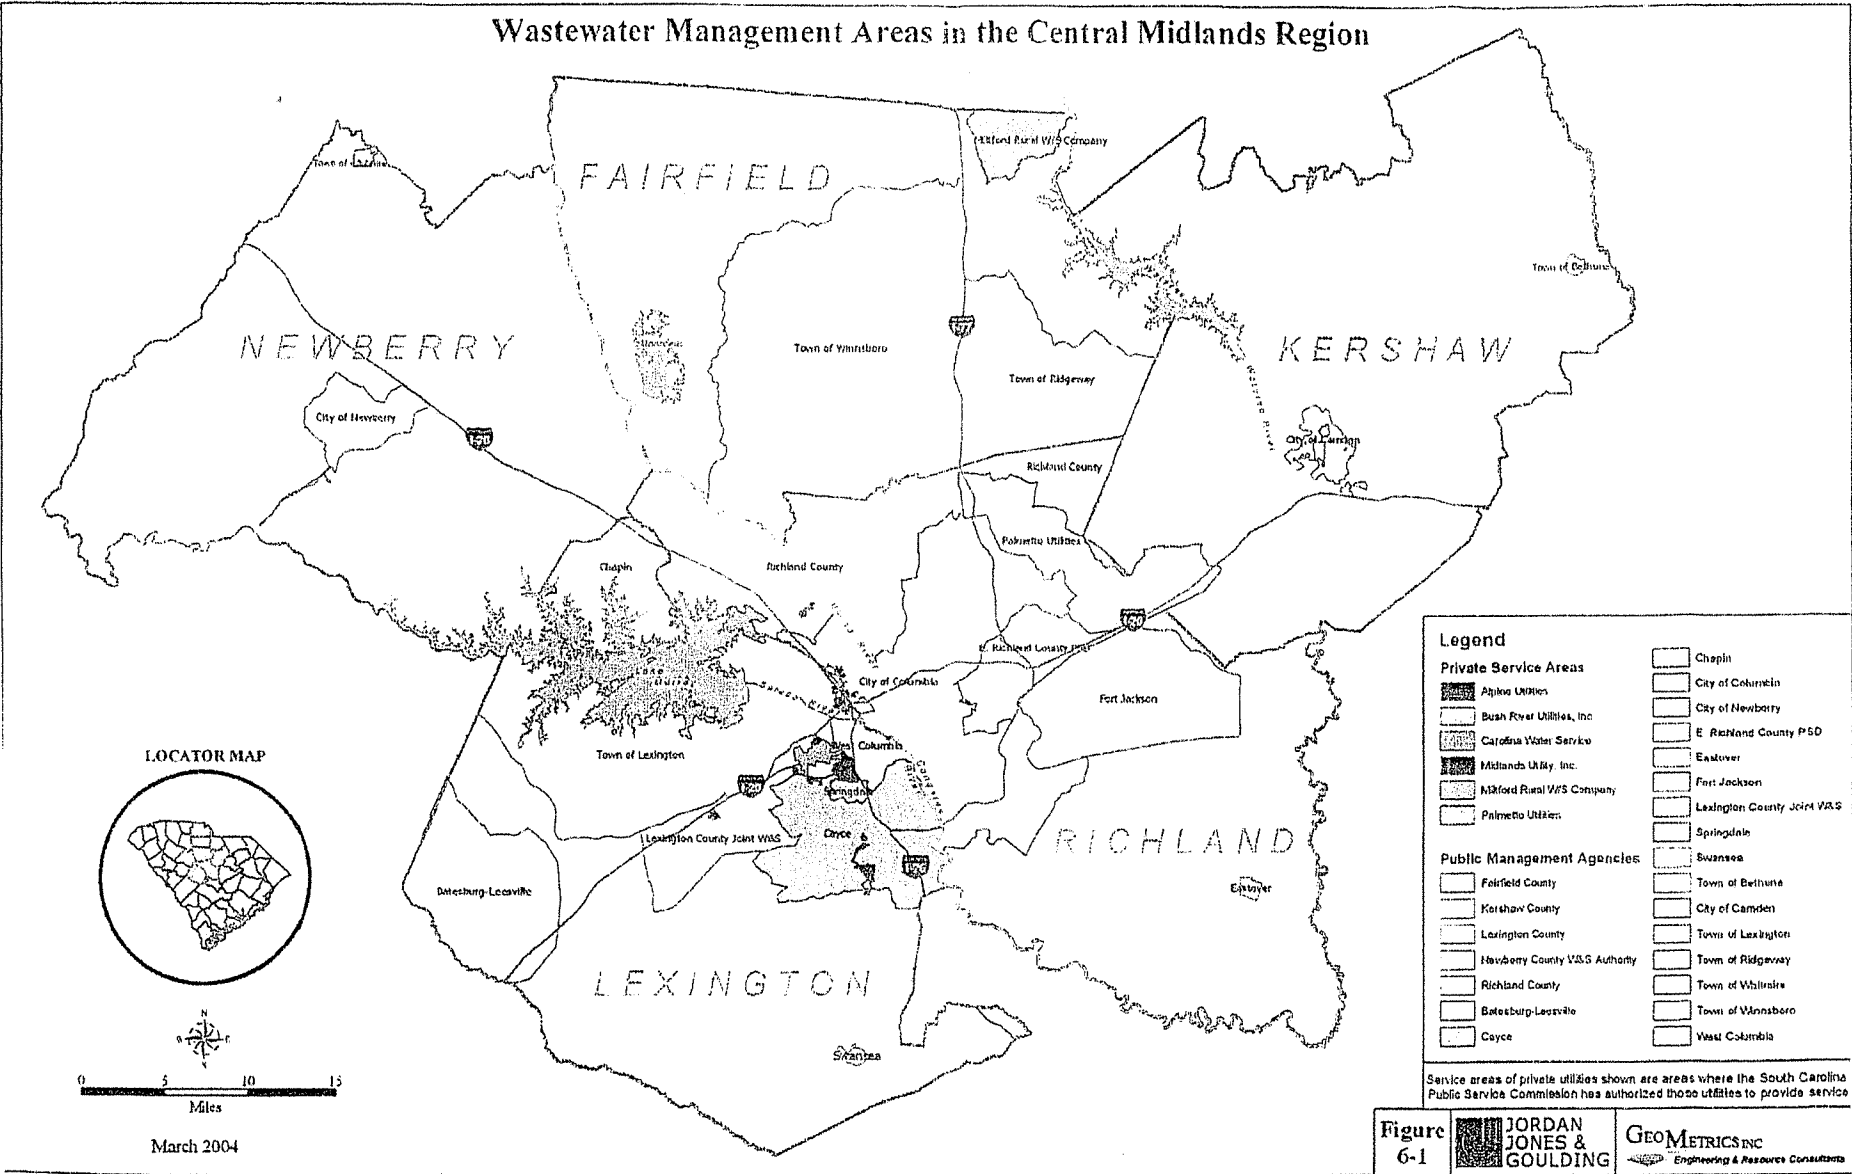 Wastewater Management Areas in the Central Midlands Region
Mitford Rural W/S Company
Town of
FAIRFIELD
Town of Bethune
NEWBERRY
KERSHAW
Town of Winnsboro
Town of Ridgeway
Wateree River
City of Newberry
City of Camden
Richland County
Palmetto Utilities
Chapin
Richland County
E. Richland County PSD
Lake Murray
Saluda River
City of Columbia
Fort Jackson
Town of Lexington
West Columbia
Springdale
Congaree River
Lexington County Joint W&S
Cayce
RICHLAND
Batesburg-Leesville
Eastover
LEXINGTON
Swansea
LOCATOR MAP
N
0 5 10 15
Miles
March 2004
Legend
Private Service Areas
Alpine Utilities
Bush River Utilities, Inc
Carolina Water Service
Midlands Utility, Inc.
Mitford Rural W/S Company
Palmetto Utilities
Public Management Agencies
Fairfield County
Kershaw County
Lexington County
Newberry County W&S Authority
Richland County
Batesburg-Leesville
Cayce
Chapin
City of Columbia
City of Newberry
E. Richland County PSD
Eastover
Fort Jackson
Lexington County Joint W&S
Springdale
Swansea
Town of Bethune
City of Camden
Town of Lexington
Town of Ridgeway
Town of Whitmire
Town of Winnsboro
West Columbia
Service areas of private utilities shown are areas where the South Carolina
Public Service Commission has authorized those utilities to provide service
Figure
6-1
JORDAN
JONES &
GOULDING
GEOMETRICS INC
Engineering & Resource Consultants